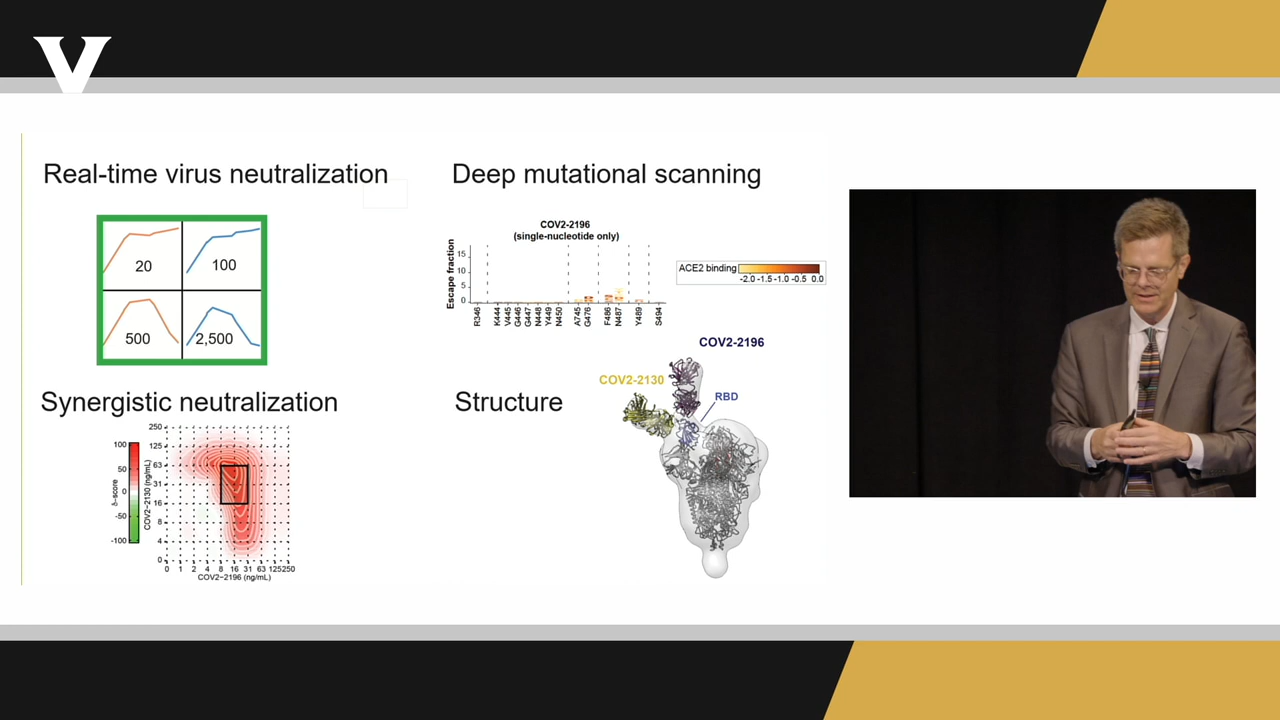 V
Real-time virus neutralization
20
100
500
2,500
Deep mutational scanning
COV2-2196
(single-nucleotide only)
Escape fraction
15
10
5
0
R346
K444
V445
G446
G447
N448
Y449
N450
A745
G476
F486
N487
Y489
S494
ACE2 binding
-2.0 -1.5 -1.0 -0.5 0.0
Synergistic neutralization
100
50
0
-50
-100
δ-score
COV2-2130 (ng/mL)
250
125
63
31
16
8
4
0
0 1 2 4 8 16 31 63 125 250
COV2-2196 (ng/mL)
Structure
COV2-2196
COV2-2130
RBD